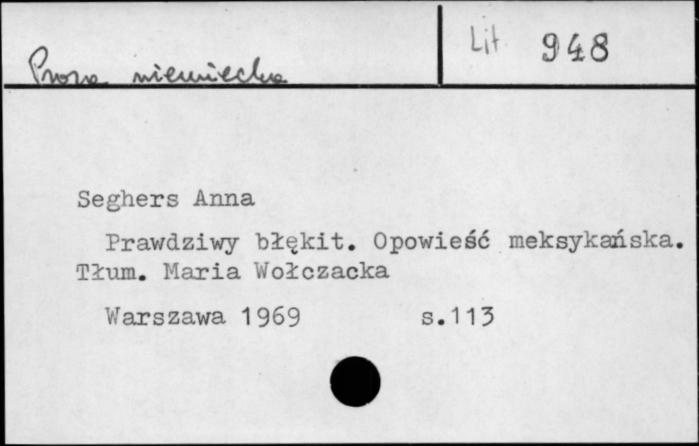 Proza niemiecka
Lit. 948
Seghers Anna
Prawdziwy błękit. Opowieść meksykańska.
Tłum. Maria Wołczacka
Warszawa 1969 s.113